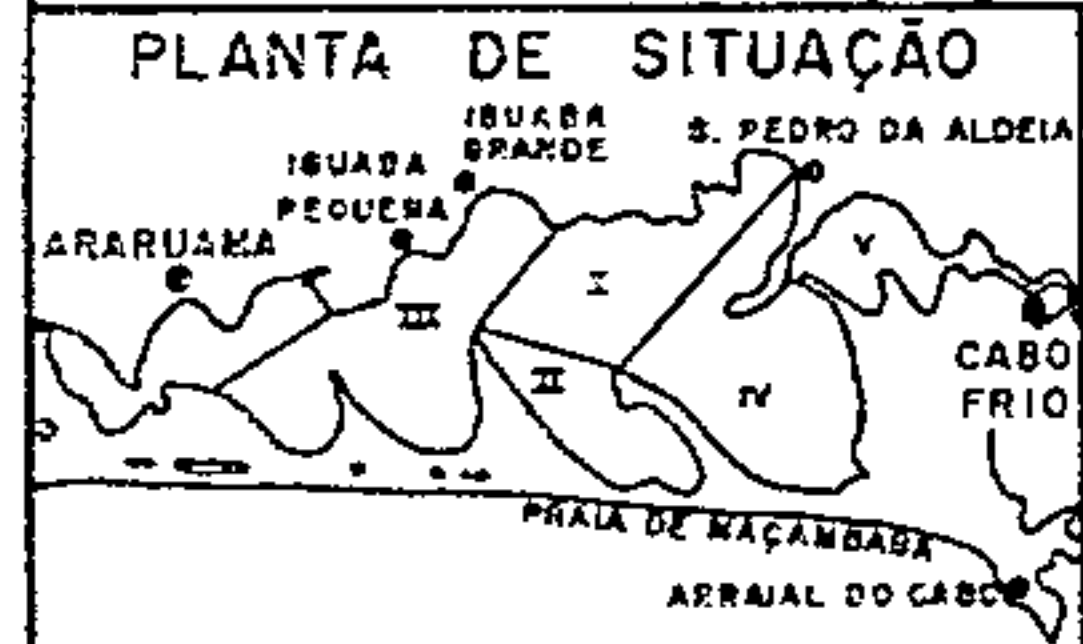 PLANTA DE SITUAÇÃO
IGUABA
GRANDE
S. PEDRO DA ALDEIA
IGUABA
PEQUENA
ARARUAMA
V
I
III
CABO
FRIO
II
IV
PRAIA DE MAÇAMBABA
ARRAIAL DO CABO